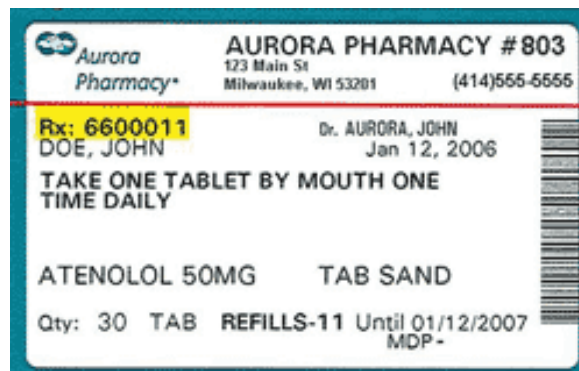 Aurora
Pharmacy
AURORA PHARMACY #803
123 Main St
Milwaukee, WI 53201
(414)555-5555
Rx: 6600011
Dr. AURORA, JOHN
DOE, JOHN
Jan 12, 2006
TAKE ONE TABLET BY MOUTH ONE
TIME DAILY
ATENOLOL 50MG TAB SAND
Qty: 30 TAB REFILLS-11 Until 01/12/2007
MDP-